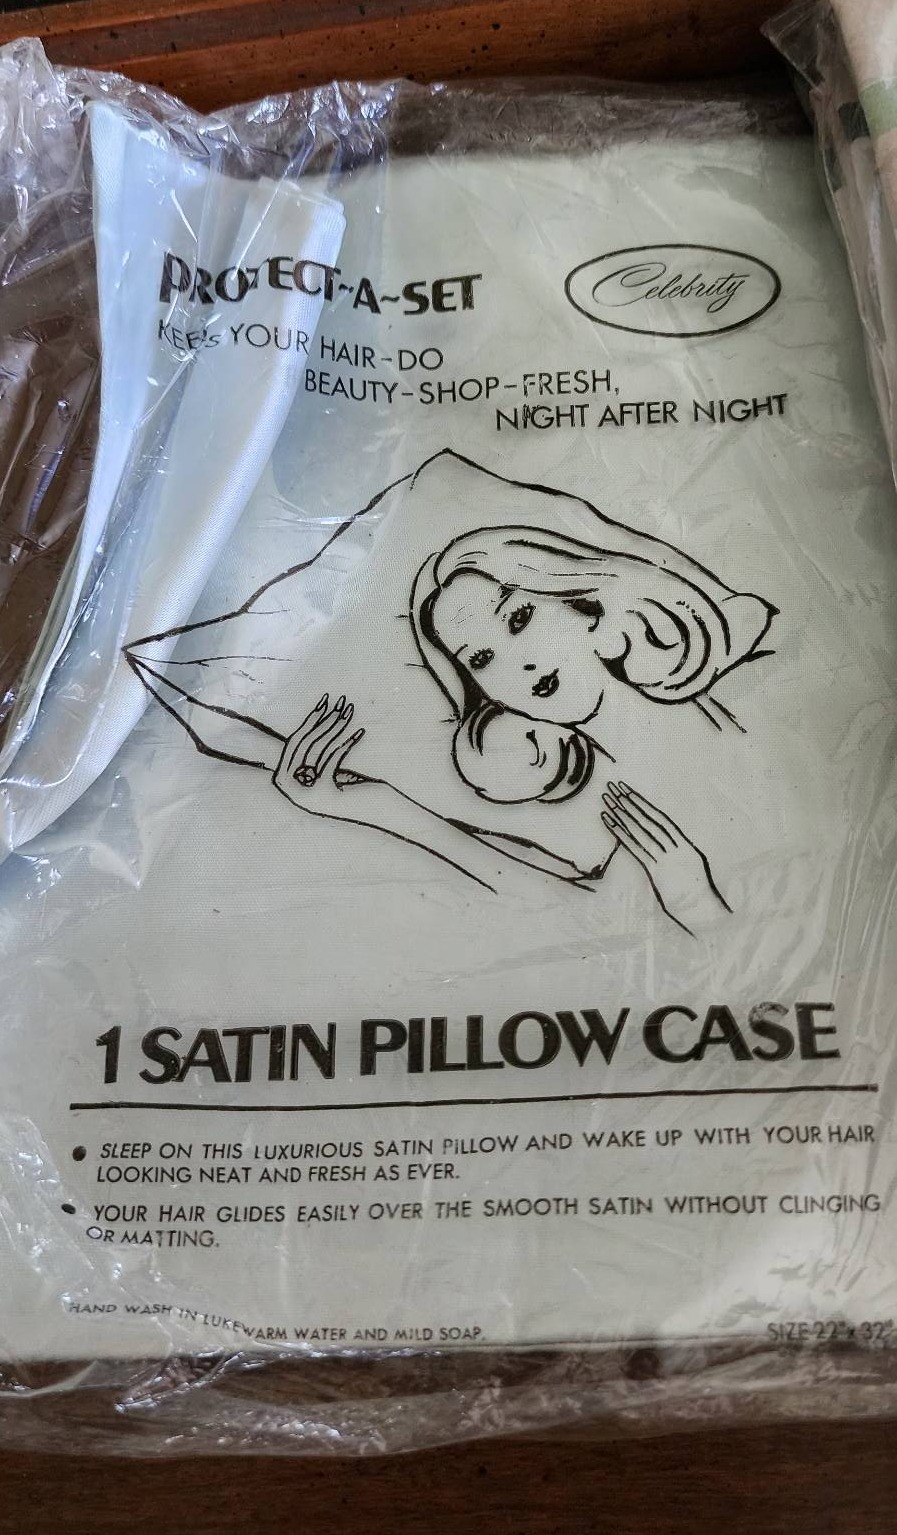 PROTECT-A-SET
Celebrity
KEEPS YOUR HAIR-DO
BEAUTY-SHOP-FRESH,
NIGHT AFTER NIGHT
1 SATIN PILLOW CASE
• SLEEP ON THIS LUXURIOUS SATIN PILLOW AND WAKE UP WITH YOUR HAIR
LOOKING NEAT AND FRESH AS EVER.
• YOUR HAIR GLIDES EASILY OVER THE SMOOTH SATIN WITHOUT CLINGING
OR MATTING.
HAND WASH IN LUKEWARM WATER AND MILD SOAP.
SIZE 22" x 32"